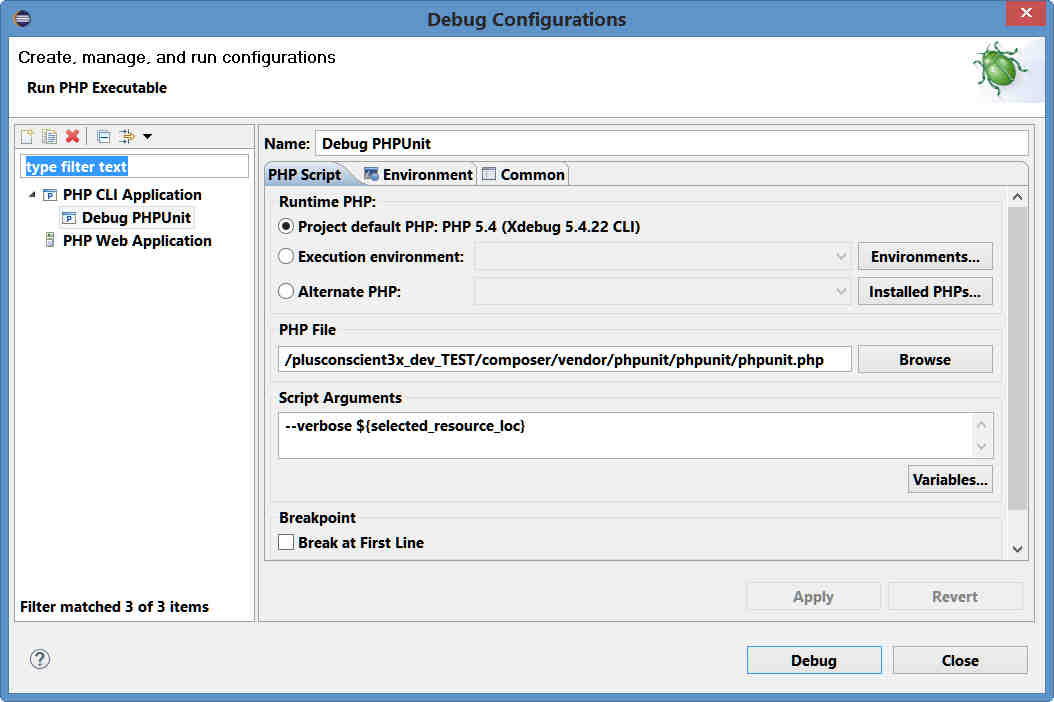 Debug Configurations
Create, manage, and run configurations
Run PHP Executable
type filter text
PHP CLI Application
Debug PHPUnit
PHP Web Application
Filter matched 3 of 3 items
Name: Debug PHPUnit
PHP Script Environment Common
Runtime PHP:
Project default PHP: PHP 5.4 (Xdebug 5.4.22 CLI)
Execution environment: Environments...
Alternate PHP: Installed PHPs...
PHP File
/plusconscient3x_dev_TEST/composer/vendor/phpunit/phpunit/phpunit.php Browse
Script Arguments
--verbose ${selected_resource_loc}
Variables...
Breakpoint
Break at First Line
Apply Revert
? Debug Close